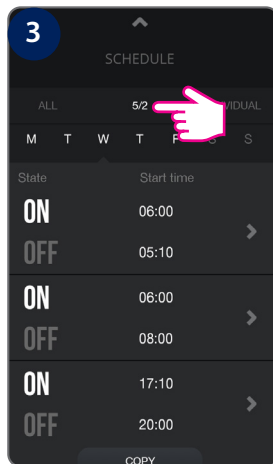 3
SCHEDULE
ALL 5/2 VIDUAL
M T W T F S S
State Start time
ON 06:00
OFF 05:10
ON 06:00
OFF 08:00
ON 17:10
OFF 20:00
COPY